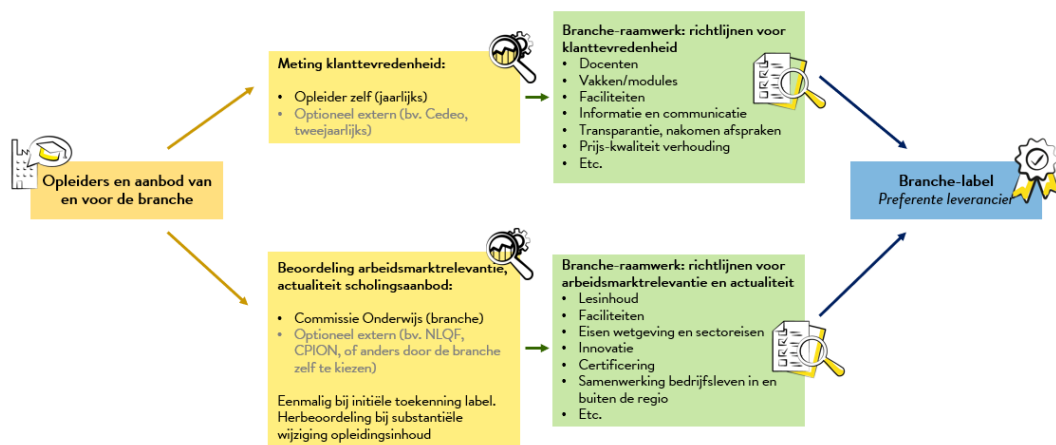 Opleiders en aanbod van
en voor de branche
Meting klanttevredenheid:
• Opleider zelf (jaarlijks)
• Optioneel extern (bv. Cedeo,
tweejaarlijks)
Branche-raamwerk: richtlijnen voor
klanttevredenheid
• Docenten
• Vakken/modules
• Faciliteiten
• Informatie en communicatie
• Transparantie, nakomen afspraken
• Prijs-kwaliteit verhouding
• Etc.
Beoordeling arbeidsmarktrelevantie,
actualiteit scholingsaanbod:
• Commissie Onderwijs (branche)
• Optioneel extern (bv. NLQF,
CPION, of anders door de branche
zelf te kiezen)
Eenmalig bij initiële toekenning label.
Herbeoordeling bij substantiële
wijziging opleidingsinhoud
Branche-raamwerk: richtlijnen voor
arbeidsmarktrelevantie en actualiteit
• Lesinhoud
• Faciliteiten
• Eisen wetgeving en sectoreisen
• Innovatie
• Certificering
• Samenwerking bedrijfsleven in en
buiten de regio
• Etc.
Branche-label
Preferente leverancier